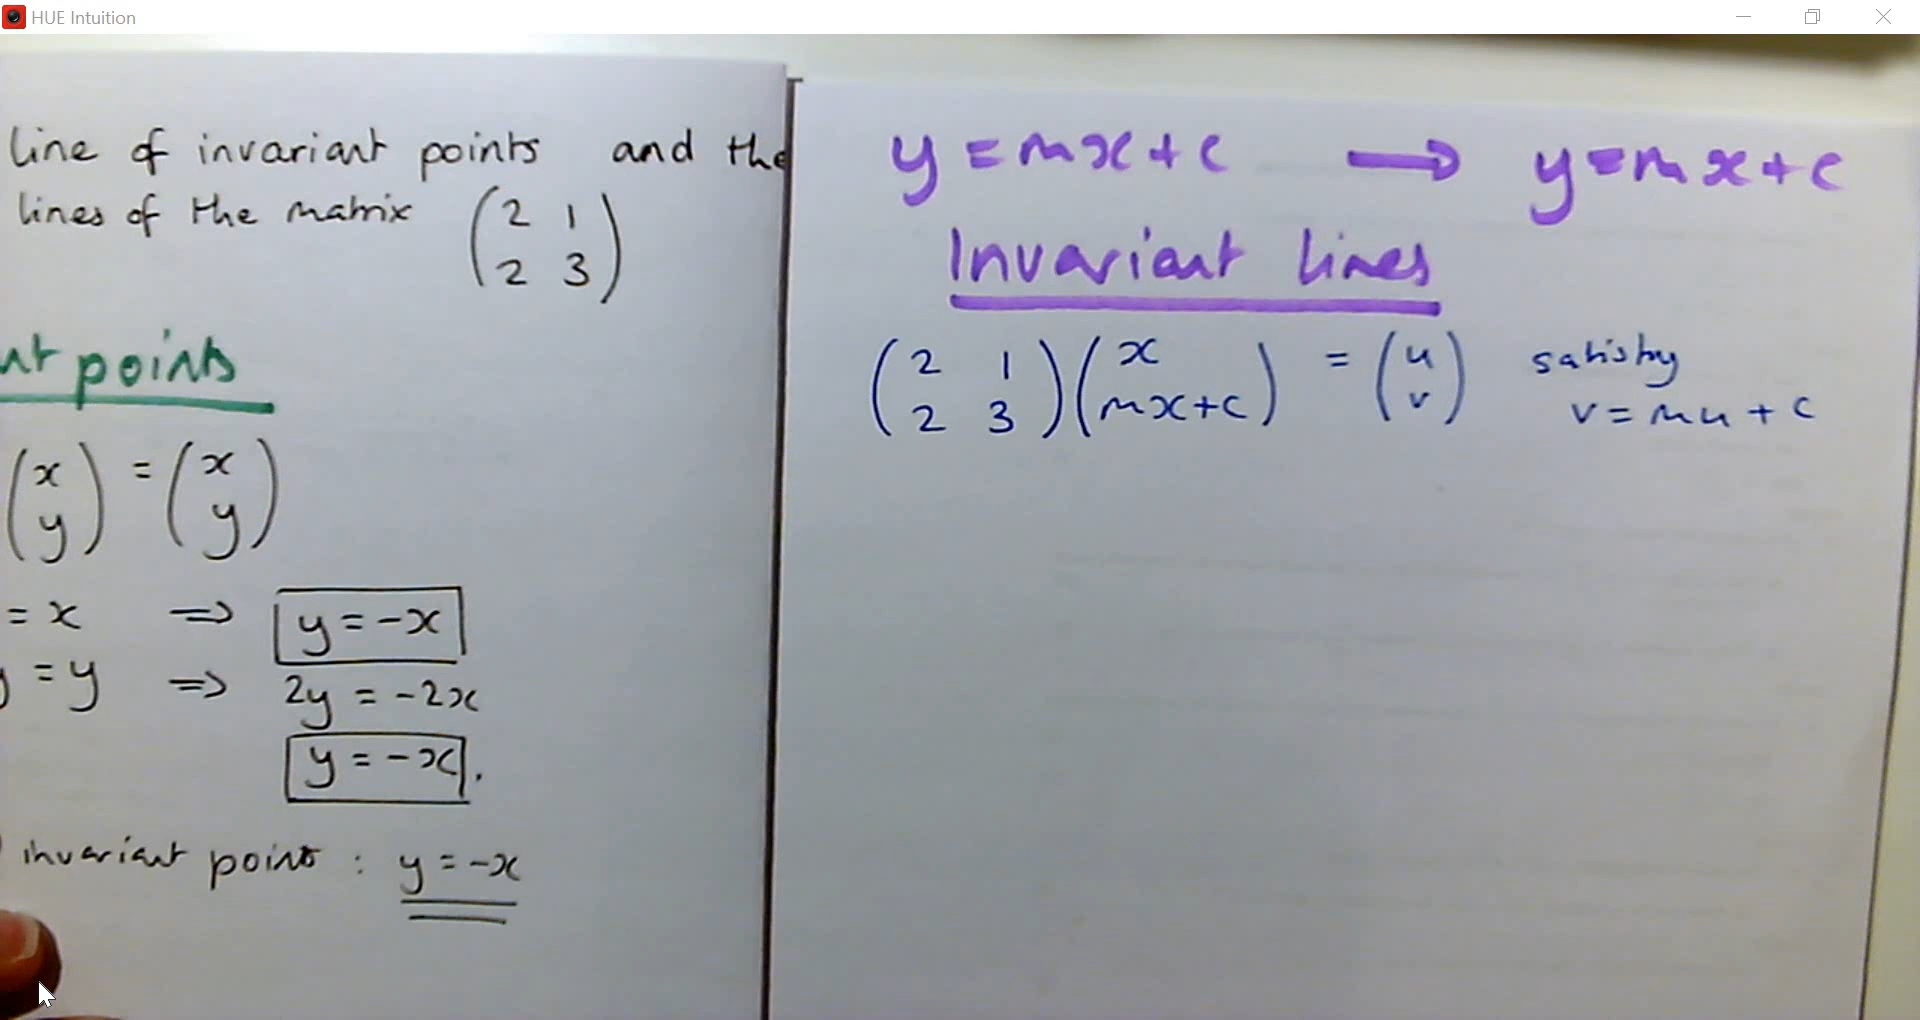 HUE Intuition
line of invariant points and the
lines of the matrix (2 1
2 3)
nt points
(x
y) = (x
y)
= x ⇒ y = -x
= y ⇒ 2y = -2x
y = -x.
invariant points : y = -x
y = mx + c → y = mx + c
Invariant lines
(2 1
2 3)(x
mx+c) = (u
v) satisfy
v = mu + c